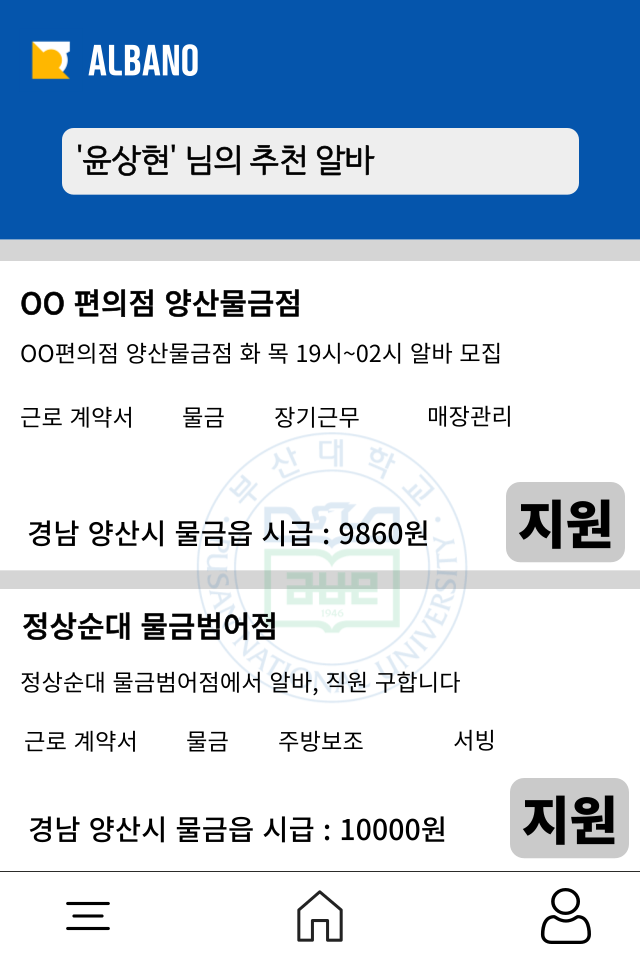 ALBANO
'윤상현' 님의 추천 알바
OO 편의점 양산물금점
OO편의점 양산물금점 화 목 19시~02시 알바 모집
근로 계약서 물금 장기근무 매장관리
부산대학교
경남 양산시 물금읍 시급 : 9860원
지원
1946
PUSAN NATIONAL UNIVERSITY
정상순대 물금범어점
정상순대 물금범어점에서 알바, 직원 구합니다
근로 계약서 물금 주방보조 서빙
경남 양산시 물금읍 시급 : 10000원
지원